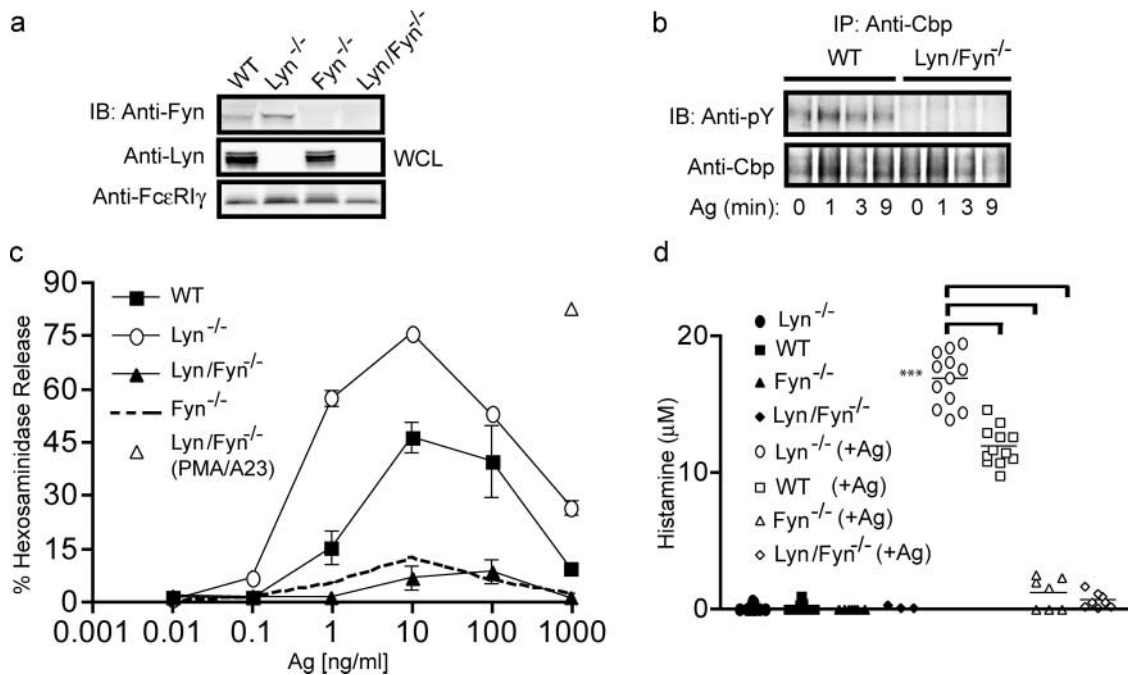 a
WT Lyn-/- Fyn-/- Lyn/Fyn-/-
IB: Anti-Fyn
Anti-Lyn WCL
Anti-FcεRIγ
b
IP: Anti-Cbp
WT Lyn/Fyn-/-
IB: Anti-pY
Anti-Cbp
Ag (min): 0 1 3 9 0 1 3 9
c
% Hexosaminidase Release
90
75
60
45
30
15
0
0.001 0.01 0.1 1 10 100 1000
Ag [ng/ml]
WT
Lyn-/-
Lyn/Fyn-/-
Fyn-/-
Lyn/Fyn-/-
(PMA/A23)
d
Histamine (μM)
20
10
0
Lyn-/-
WT
Fyn-/-
Lyn/Fyn-/-
Lyn-/- (+Ag)
WT (+Ag)
Fyn-/- (+Ag)
Lyn/Fyn-/- (+Ag)
***